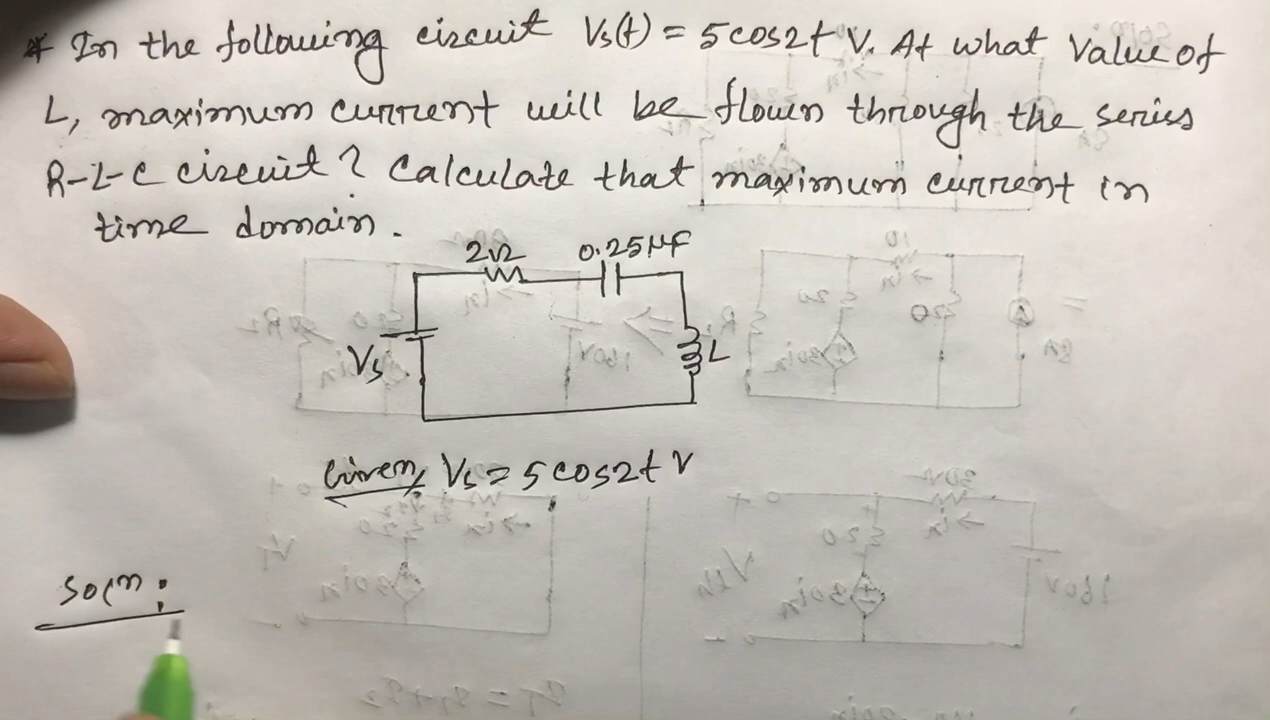 * In the following circuit Vs(t) = 5cos2t V. At what value of
L, maximum current will be flown through the series
R-L-C circuit? Calculate that maximum current in
time domain.
2Ω 0.25μF
Vs
L
Given, Vs = 5cos2t V
Soln: